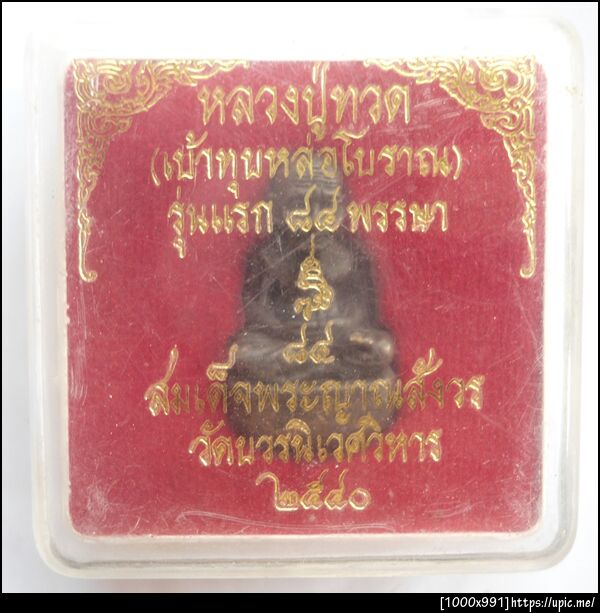 หลวงปู่ทวด
(เบ้าทุบหล่อโบราณ)
รุ่นแรก ๘๔ พรรษา
๘๔
สมเด็จพระญาณสังวร
วัดบวรนิเวศวิหาร
๒๕๔๐
[1000x991]https://upic.me/